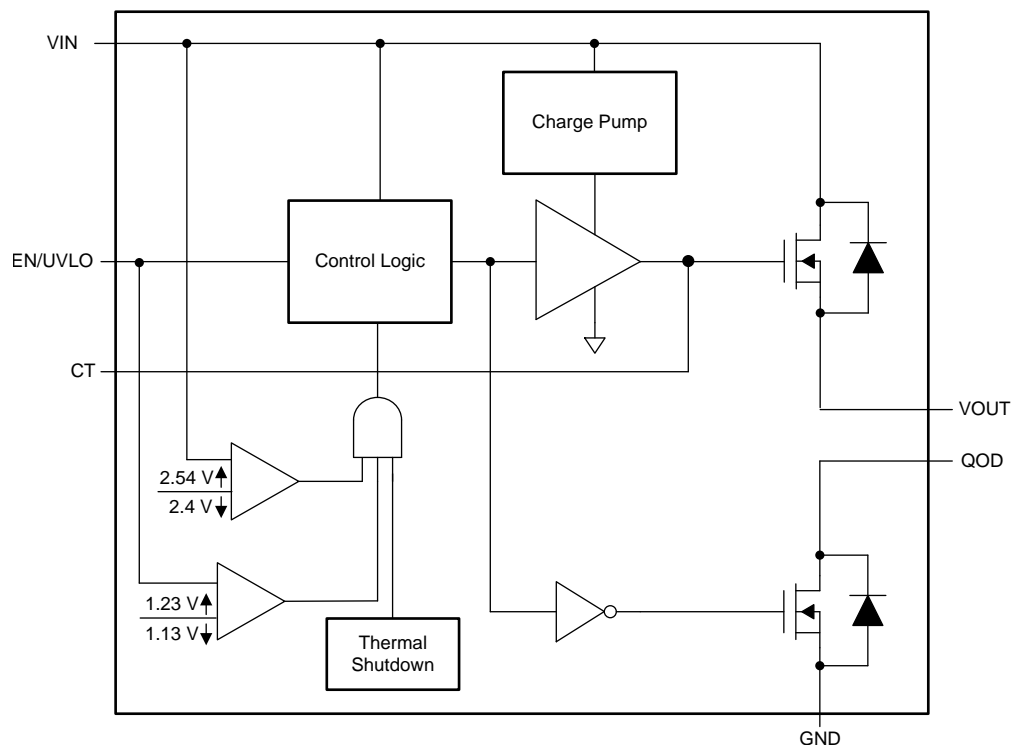 VIN
Charge Pump
EN/UVLO
Control Logic
CT
VOUT
QOD
2.54 V
2.4 V
1.23 V
1.13 V
Thermal
Shutdown
GND